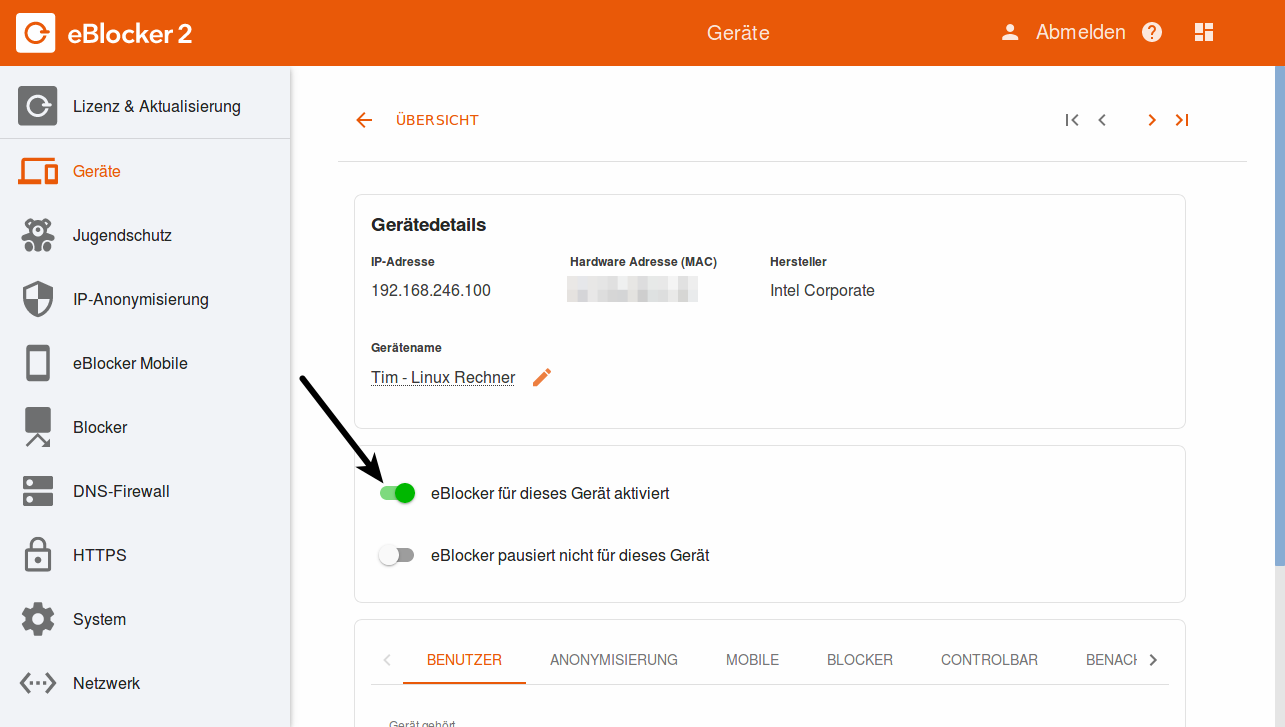 eBlocker 2
Geräte
Abmelden
Lizenz & Aktualisierung
Geräte
Jugendschutz
IP-Anonymisierung
eBlocker Mobile
Blocker
DNS-Firewall
HTTPS
System
Netzwerk
ÜBERSICHT
Gerätedetails
IP-Adresse Hardware Adresse (MAC) Hersteller
192.168.246.100 Intel Corporate
Gerätename
Tim - Linux Rechner
eBlocker für dieses Gerät aktiviert
eBlocker pausiert nicht für dieses Gerät
BENUTZER ANONYMISIERUNG MOBILE BLOCKER CONTROLBAR BENACH
Gerät gehört